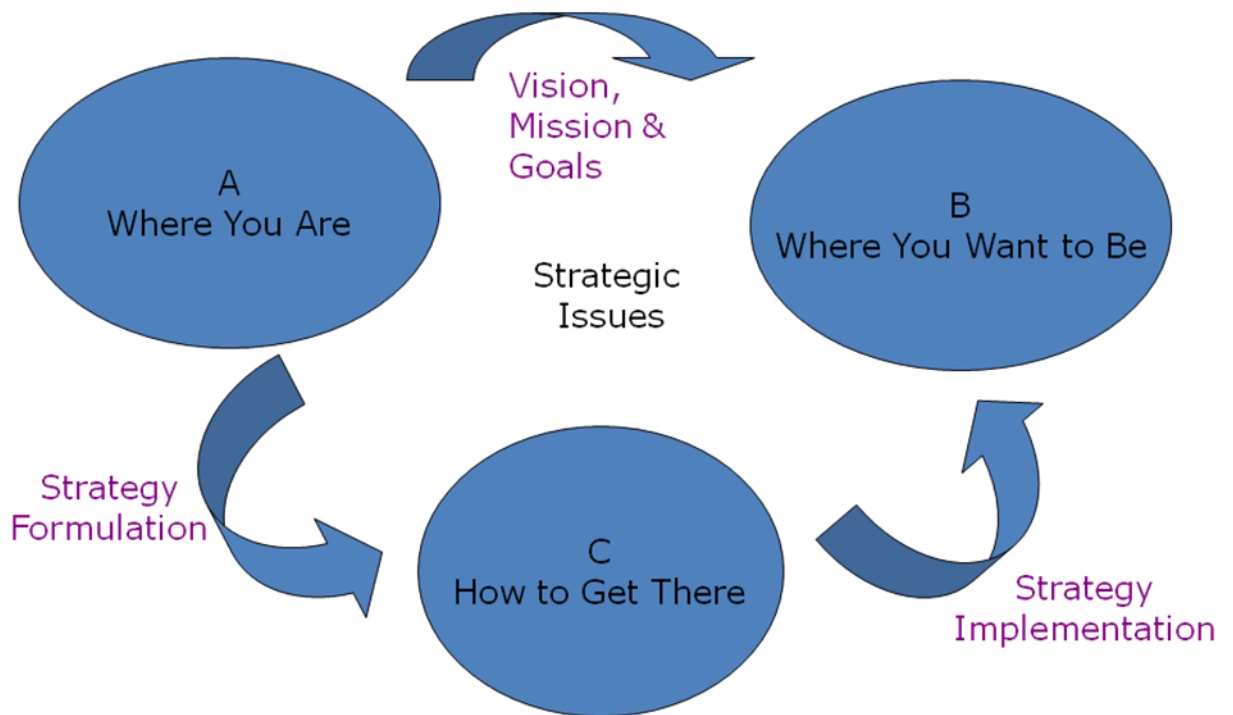 Vision,
Mission &
Goals
A
Where You Are
B
Where You Want to Be
Strategic
Issues
Strategy
Formulation
C
How to Get There
Strategy
Implementation